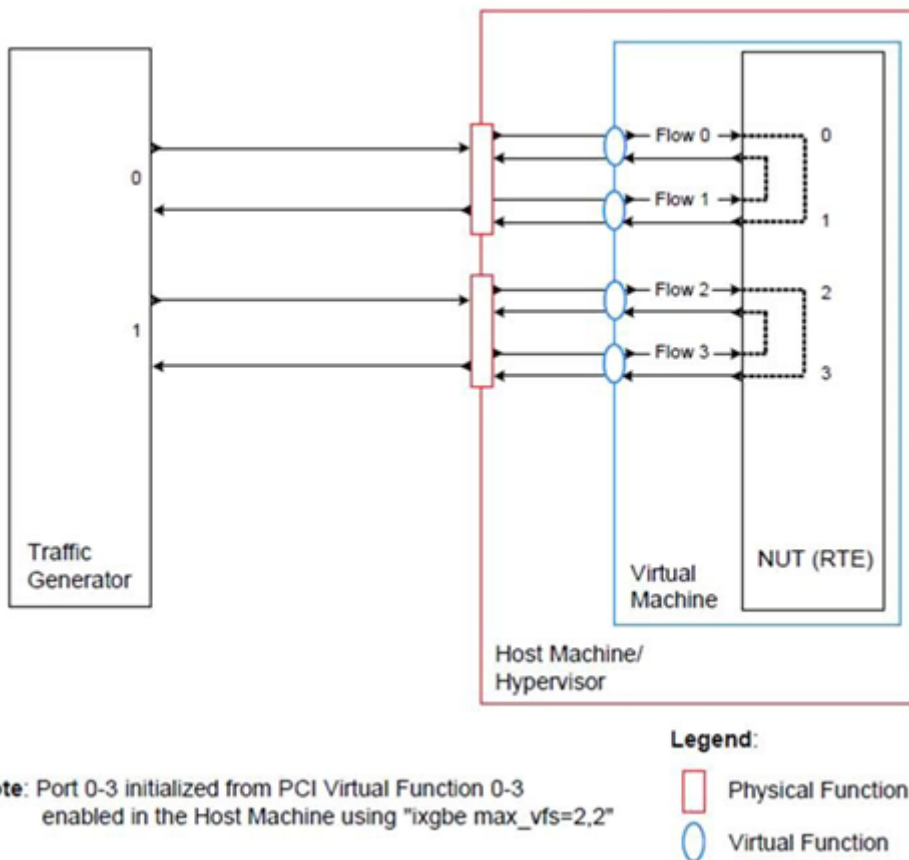 0
1
Flow 0
Flow 1
Flow 2
Flow 3
0
1
2
3
Traffic
Generator
NUT (RTE)
Virtual
Machine
Host Machine/
Hypervisor
Legend:
Physical Function
Virtual Function
ote: Port 0-3 initialized from PCI Virtual Function 0-3
enabled in the Host Machine using "ixgbe max_vfs=2,2"